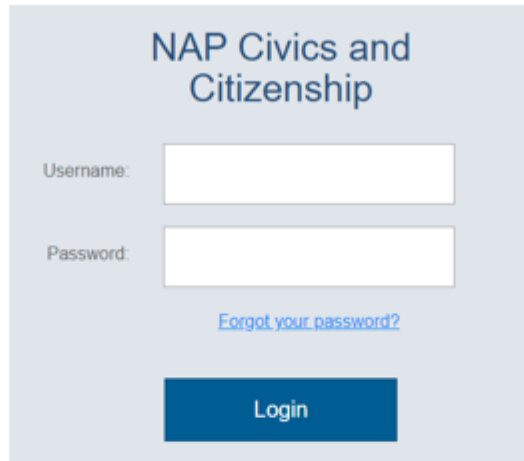 NAP Civics and
Citizenship
Username:
Password:
Forgot your password?
Login